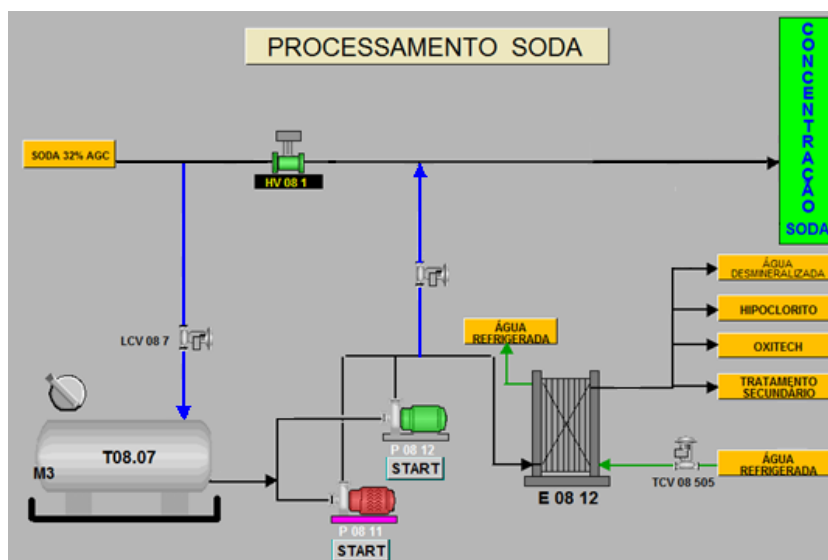 PROCESSAMENTO SODA
CONCENTRAÇÃO
SODA
SODA 32% AGC
HV 08 1
ÁGUA
DESMINERALIZADA
HIPOCLORITO
OXITECH
TRATAMENTO
SECUNDÁRIO
ÁGUA
REFRIGERADA
LCV 08 7
T08.07
M3
P 08 12
START
P 08 11
START
E 08 12
TCV 08 505
ÁGUA
REFRIGERADA